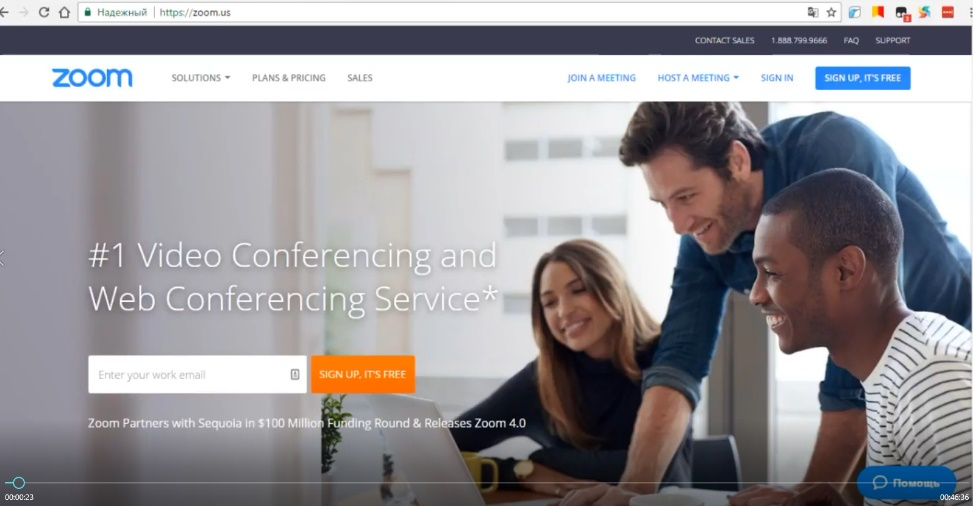 Надежный https://zoom.us
CONTACT SALES 1.888.799.9666 FAQ SUPPORT
zoom SOLUTIONS PLANS & PRICING SALES JOIN A MEETING HOST A MEETING SIGN IN SIGN UP, IT'S FREE
#1 Video Conferencing and
Web Conferencing Service*
Enter your work email SIGN UP, IT'S FREE
Zoom Partners with Sequoia in $100 Million Funding Round & Releases Zoom 4.0
Помощь
00:00:23 00:46:36